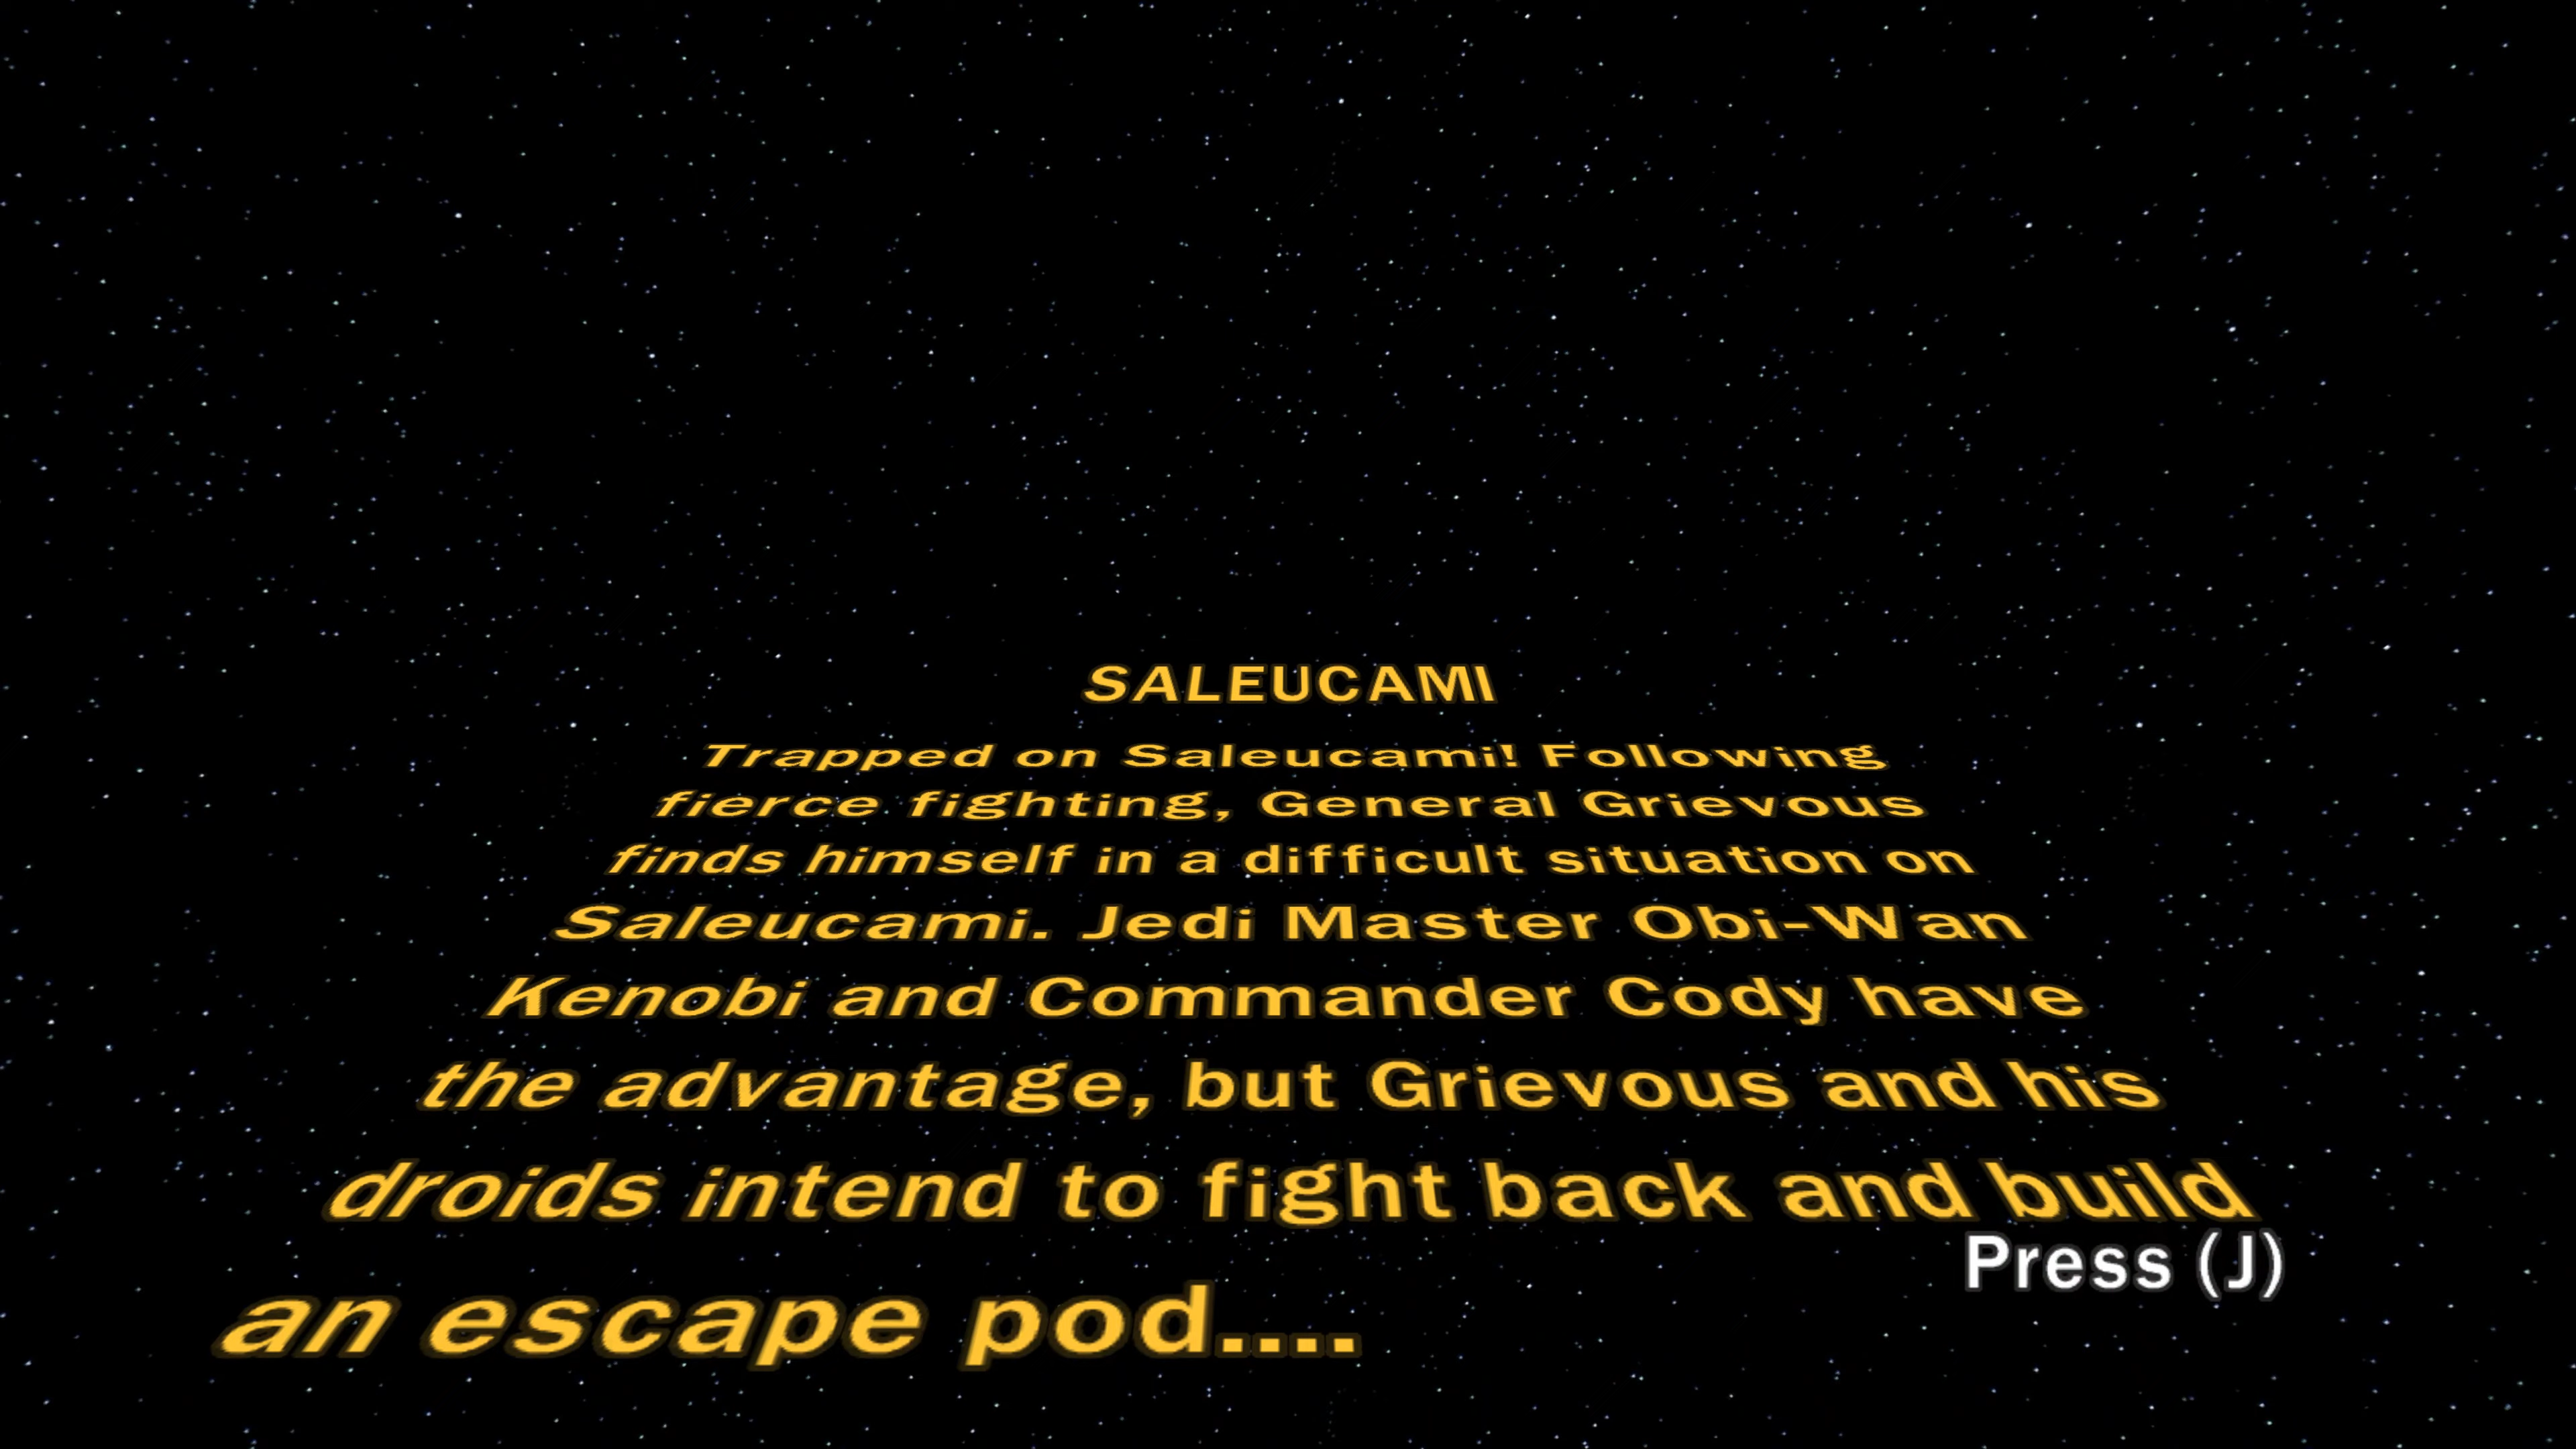 SALEUCAMI
Trapped on Saleucami! Following
fierce fighting, General Grievous
finds himself in a difficult situation on
Saleucami. Jedi Master Obi-Wan
Kenobi and Commander Cody have
the advantage, but Grievous and his
droids intend to fight back and build
an escape pod....
Press (J)